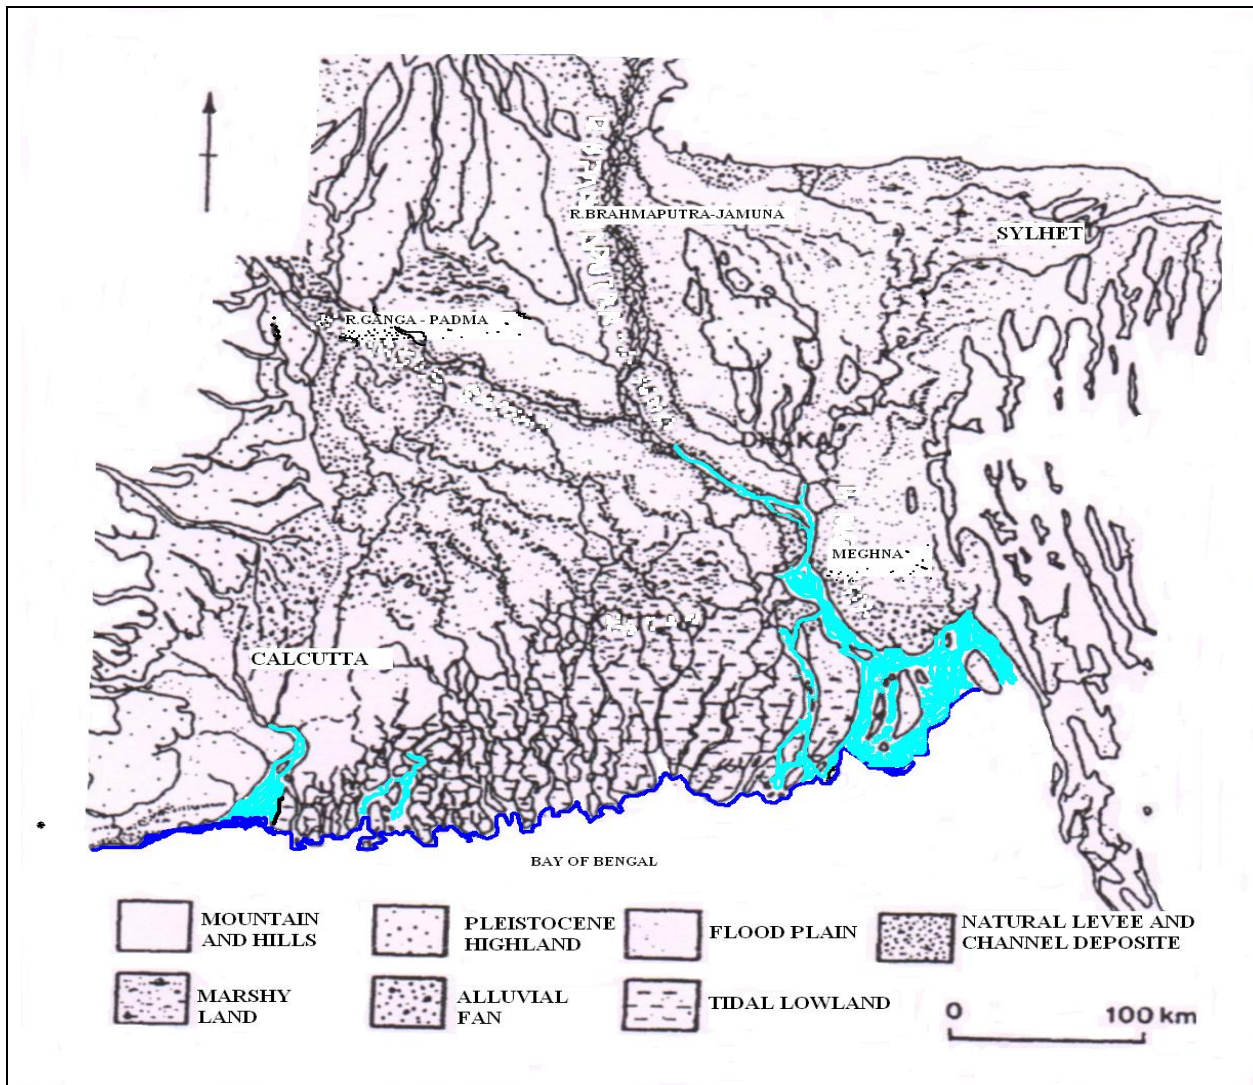 R.BRAHMAPUTRA-JAMUNA
SYLHET
R.GANGA - PADMA
DHAKA
MEGHNA
CALCUTTA
BAY OF BENGAL
MOUNTAIN
AND HILLS
PLEISTOCENE
HIGHLAND
FLOOD PLAIN
NATURAL LEVEE AND
CHANNEL DEPOSITE
MARSHY
LAND
ALLUVIAL
FAN
TIDAL LOWLAND
0 100 km